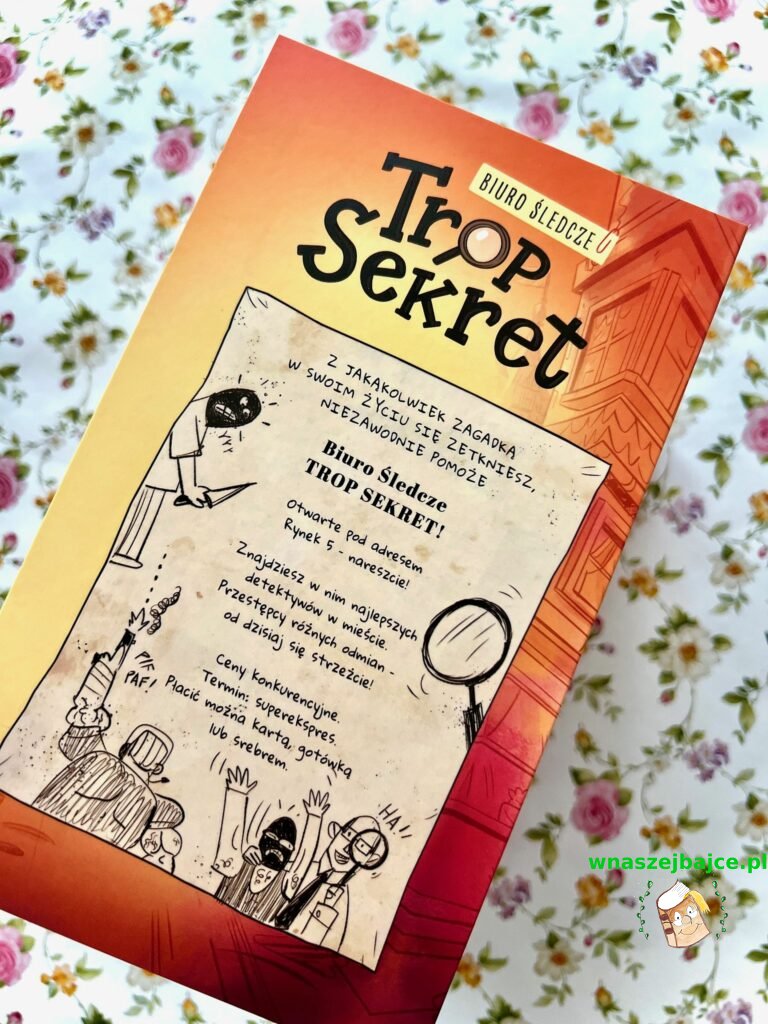 BIURO ŚLEDCZE
Trop
Sekret
Z JAKĄKOLWIEK ZAGADKĄ
W SWOIM ŻYCIU SIĘ ZETKNIESZ,
NIEZAWODNIE POMOŻE
Biuro Śledcze
TROP SEKRET!
Otwarte pod adresem
Rynek 5 - nareszcie!
Znajdziesz w nim najlepszych
detektywów w mieście.
Przestępcy różnych odmian -
od dzisiaj się strzeżcie!
Ceny konkurencyjne.
Termin: superekspres.
Płacić można kartą, gotówką
lub srebrem.
PIF!
PAF!
HA!
wnaszejbajce.pl